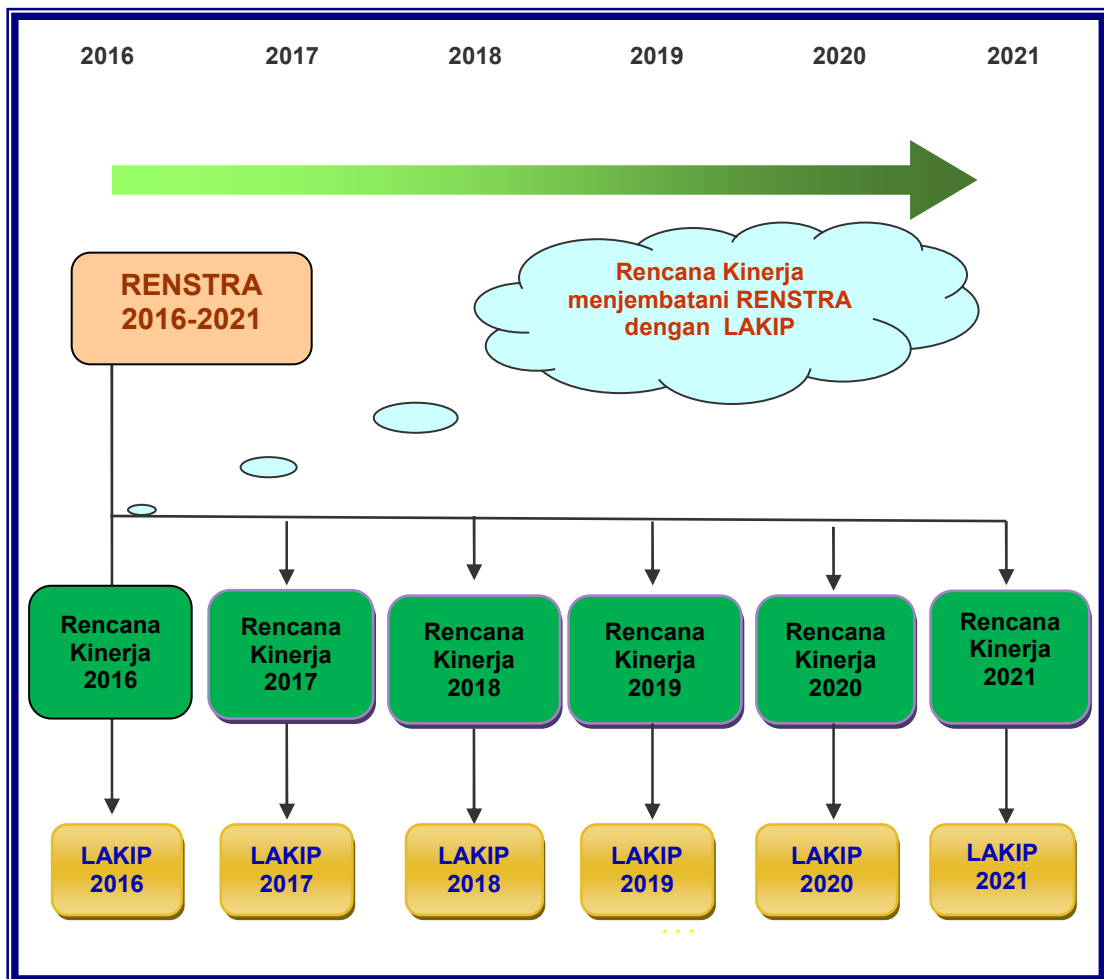 2016 2017 2018 2019 2020 2021
RENSTRA
2016-2021
Rencana Kinerja
menjembatani RENSTRA
dengan LAKIP
Rencana
Kinerja
2016
Rencana
Kinerja
2017
Rencana
Kinerja
2018
Rencana
Kinerja
2019
Rencana
Kinerja
2020
Rencana
Kinerja
2021
LAKIP
2016
LAKIP
2017
LAKIP
2018
LAKIP
2019
LAKIP
2020
LAKIP
2021
. . .